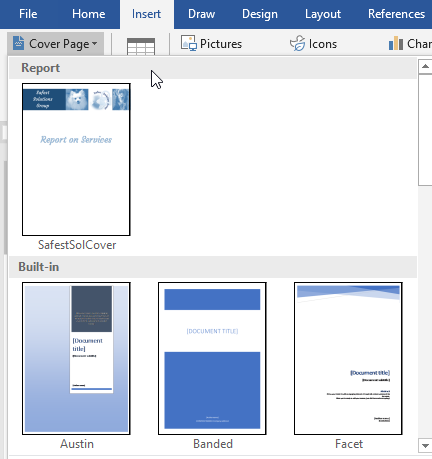 File Home Insert Draw Design Layout References
Cover Page Pictures Icons Char
Report
Safest
Solutions
Group
Report on Services
SafestSolCover
Built-in
[Document
title]
[DOCUMENT TITLE]
[Document title]
Austin Banded Facet